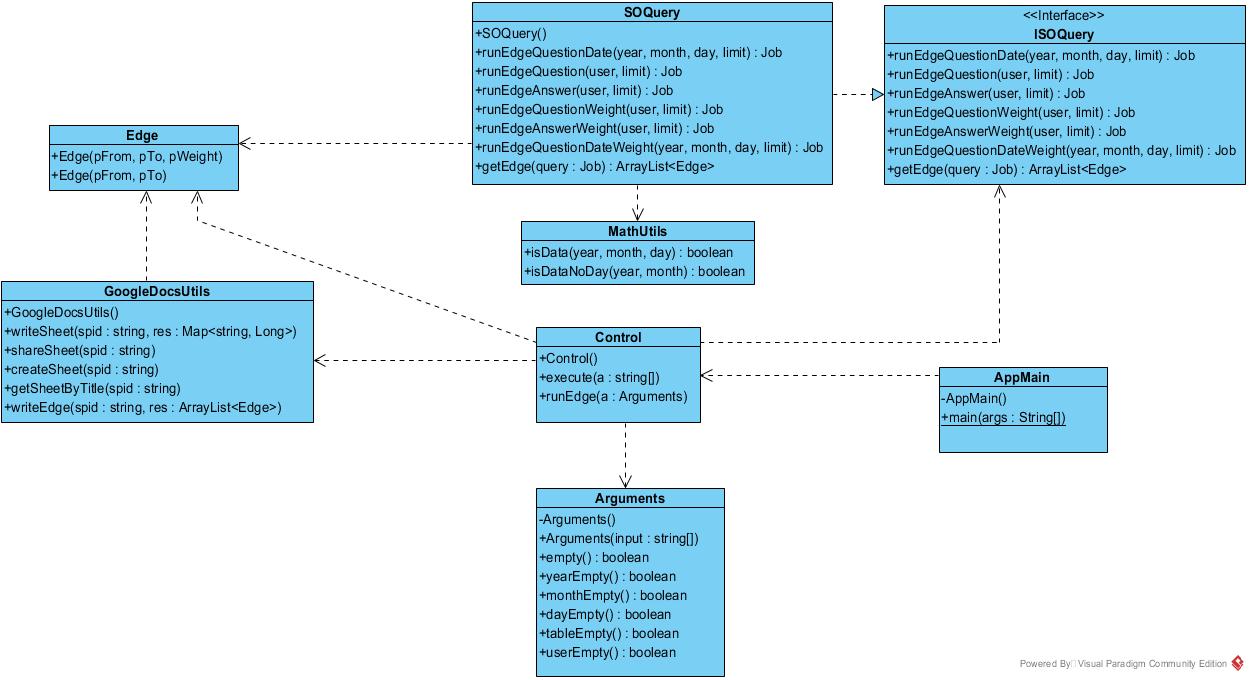 SOQuery
+SOQuery()
+runEdgeQuestionDate(year, month, day, limit) : Job
+runEdgeQuestion(user, limit) : Job
+runEdgeAnswer(user, limit) : Job
+runEdgeQuestionWeight(user, limit) : Job
+runEdgeAnswerWeight(user, limit) : Job
+runEdgeQuestionDateWeight(year, month, day, limit) : Job
+getEdge(query : Job) : ArrayList<Edge>
<<Interface>>
ISOQuery
+runEdgeQuestionDate(year, month, day, limit) : Job
+runEdgeQuestion(user, limit) : Job
+runEdgeAnswer(user, limit) : Job
+runEdgeQuestionWeight(user, limit) : Job
+runEdgeAnswerWeight(user, limit) : Job
+runEdgeQuestionDateWeight(year, month, day, limit) : Job
+getEdge(query : Job) : ArrayList<Edge>
Edge
+Edge(pFrom, pTo, pWeight)
+Edge(pFrom, pTo)
MathUtils
+isData(year, month, day) : boolean
+isDataNoDay(year, month) : boolean
GoogleDocsUtils
+GoogleDocsUtils()
+writeSheet(spid : string, res : Map<string, Long>)
+shareSheet(spid : string)
+createSheet(spid : string)
+getSheetByTitle(spid : string)
+writeEdge(spid : string, res : ArrayList<Edge>)
Control
+Control()
+execute(a : string[])
+runEdge(a : Arguments)
AppMain
-AppMain()
+main(args : String[])
Arguments
-Arguments()
+Arguments(input : string[])
+empty() : boolean
+yearEmpty() : boolean
+monthEmpty() : boolean
+dayEmpty() : boolean
+tableEmpty() : boolean
+userEmpty() : boolean
Powered By Visual Paradigm Community Edition